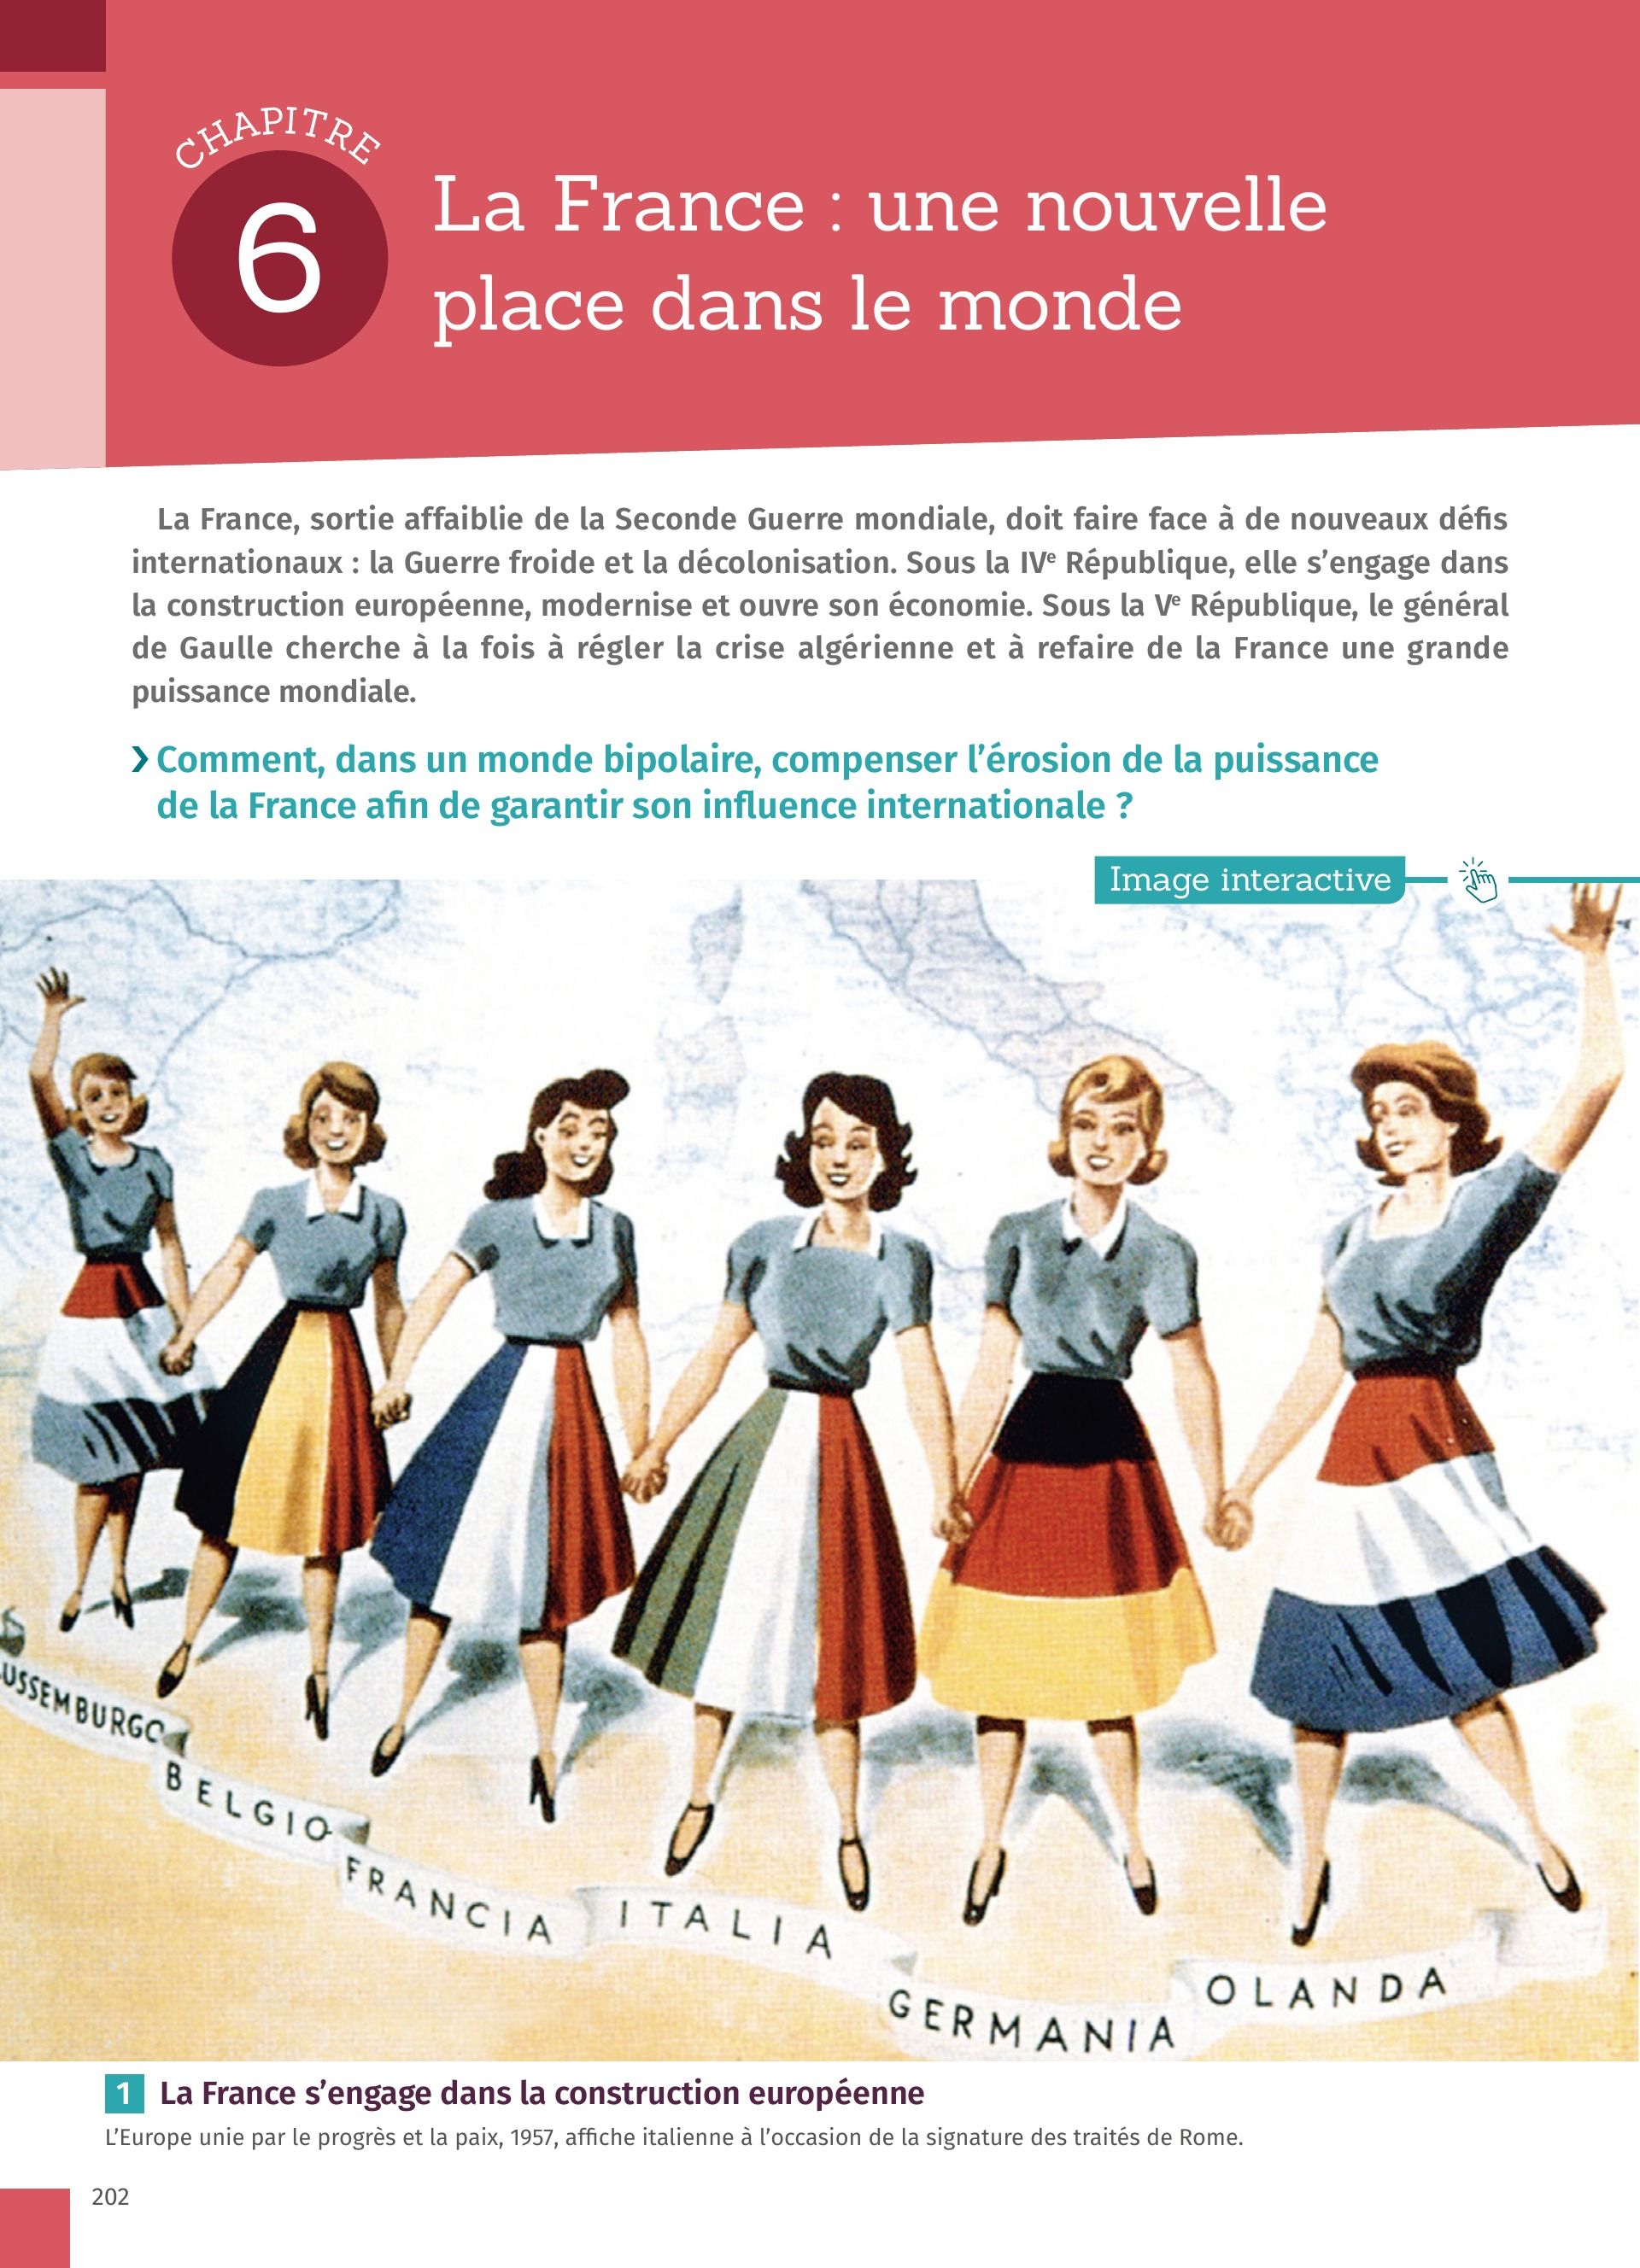 CHAPITRE
6
La France : une nouvelle
place dans le monde
La France, sortie affaiblie de la Seconde Guerre mondiale, doit faire face à de nouveaux défis
internationaux : la Guerre froide et la décolonisation. Sous la IVe République, elle s’engage dans
la construction européenne, modernise et ouvre son économie. Sous la Ve République, le général
de Gaulle cherche à la fois à régler la crise algérienne et à refaire de la France une grande
puissance mondiale.
Comment, dans un monde bipolaire, compenser l’érosion de la puissance
de la France afin de garantir son influence internationale ?
Image interactive
USSEMBURGO
BELGIO
FRANCIA
ITALIA
GERMANIA
OLANDA
1 La France s’engage dans la construction européenne
L’Europe unie par le progrès et la paix, 1957, affiche italienne à l’occasion de la signature des traités de Rome.
202